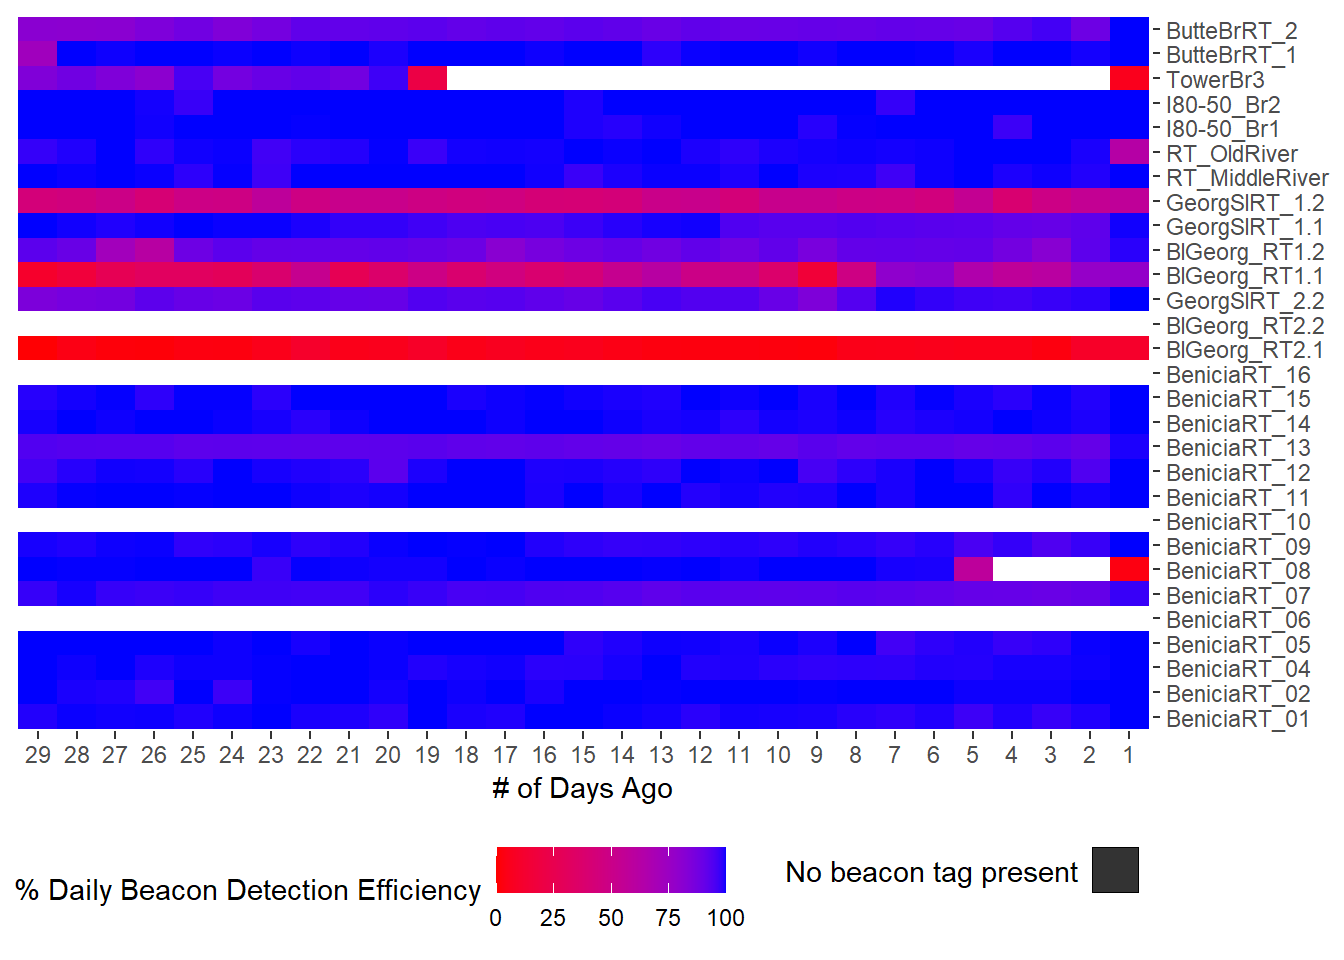 ButteBrRT_2
ButteBrRT_1
TowerBr3
I80-50_Br2
I80-50_Br1
RT_OldRiver
RT_MiddleRiver
GeorgSlRT_1.2
GeorgSlRT_1.1
BlGeorg_RT1.2
BlGeorg_RT1.1
GeorgSlRT_2.2
BlGeorg_RT2.2
BlGeorg_RT2.1
BeniciaRT_16
BeniciaRT_15
BeniciaRT_14
BeniciaRT_13
BeniciaRT_12
BeniciaRT_11
BeniciaRT_10
BeniciaRT_09
BeniciaRT_08
BeniciaRT_07
BeniciaRT_06
BeniciaRT_05
BeniciaRT_04
BeniciaRT_02
BeniciaRT_01
29 28 27 26 25 24 23 22 21 20 19 18 17 16 15 14 13 12 11 10 9 8 7 6 5 4 3 2 1
# of Days Ago
% Daily Beacon Detection Efficiency
0 25 50 75 100
No beacon tag present